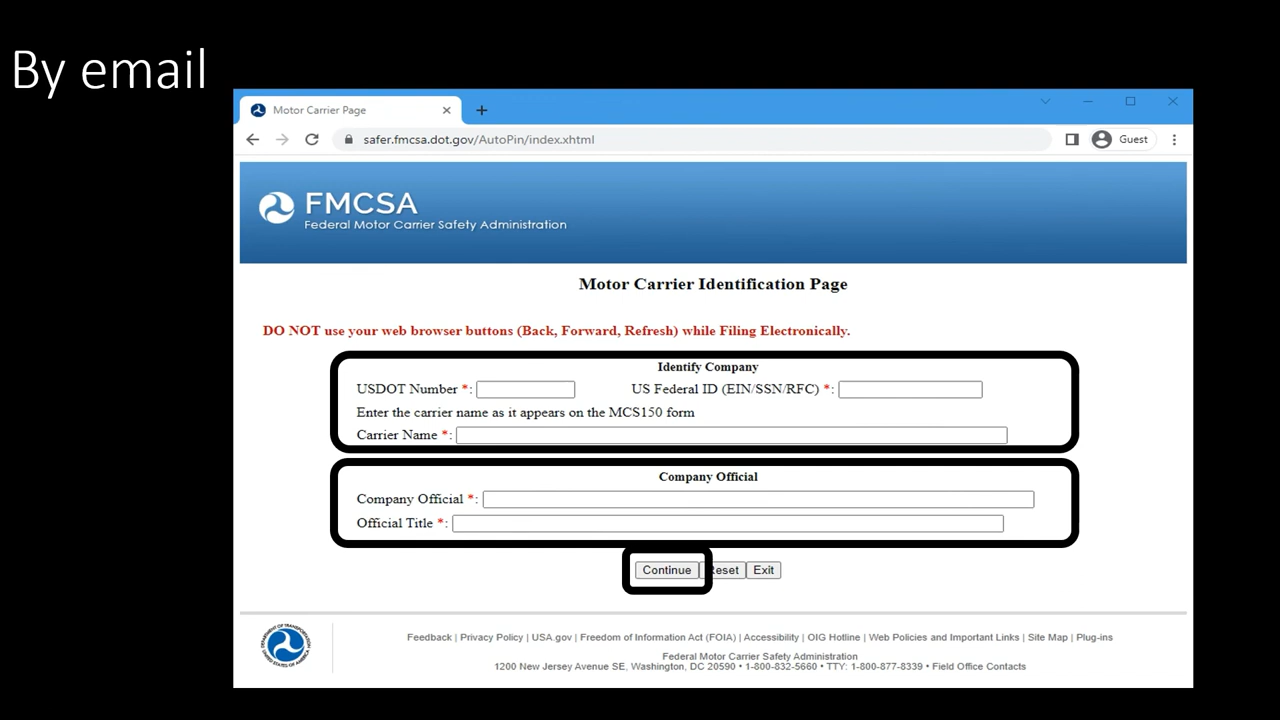 By email
Motor Carrier Page
safer.fmcsa.dot.gov/AutoPin/index.xhtml
Guest
FMCSA
Federal Motor Carrier Safety Administration
Motor Carrier Identification Page
DO NOT use your web browser buttons (Back, Forward, Refresh) while Filing Electronically.
Identify Company
USDOT Number *: US Federal ID (EIN/SSN/RFC) *:
Enter the carrier name as it appears on the MCS150 form
Carrier Name *:
Company Official
Company Official *:
Official Title *:
Continue eset Exit
Feedback | Privacy Policy | USA.gov | Freedom of Information Act (FOIA) | Accessibility | OIG Hotline | Web Policies and Important Links | Site Map | Plug-ins
Federal Motor Carrier Safety Administration
1200 New Jersey Avenue SE, Washington, DC 20590 • 1-800-832-5660 • TTY: 1-800-877-8339 • Field Office Contacts